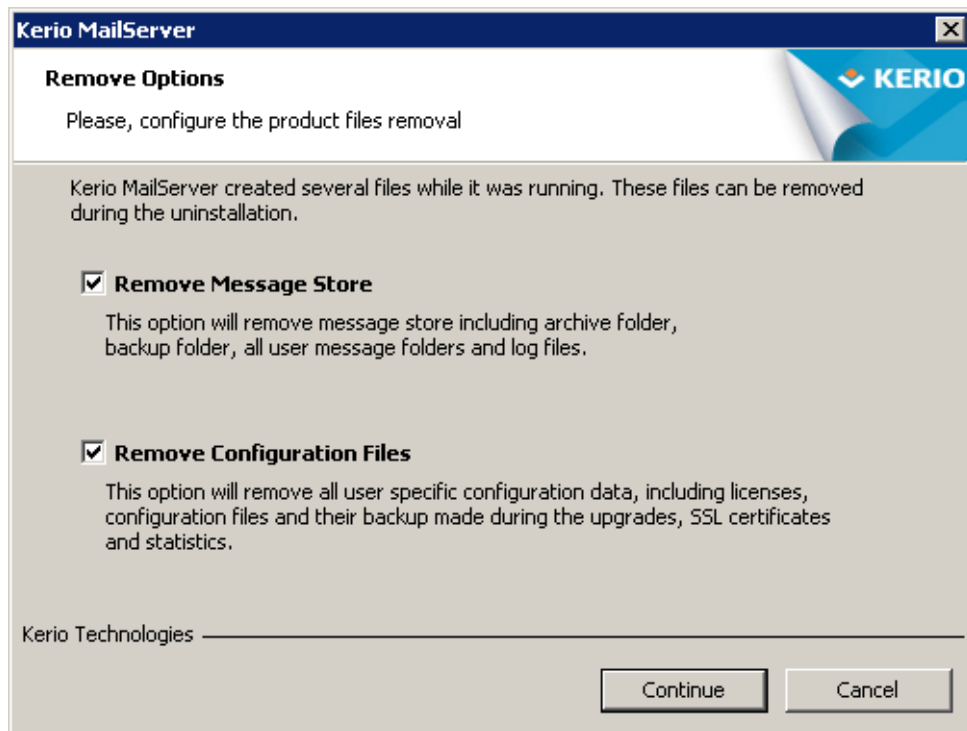 Kerio MailServer
Remove Options
KERIO
Please, configure the product files removal
Kerio MailServer created several files while it was running. These files can be removed
during the uninstallation.
Remove Message Store
This option will remove message store including archive folder,
backup folder, all user message folders and log files.
Remove Configuration Files
This option will remove all user specific configuration data, including licenses,
configuration files and their backup made during the upgrades, SSL certificates
and statistics.
Kerio Technologies
Continue
Cancel